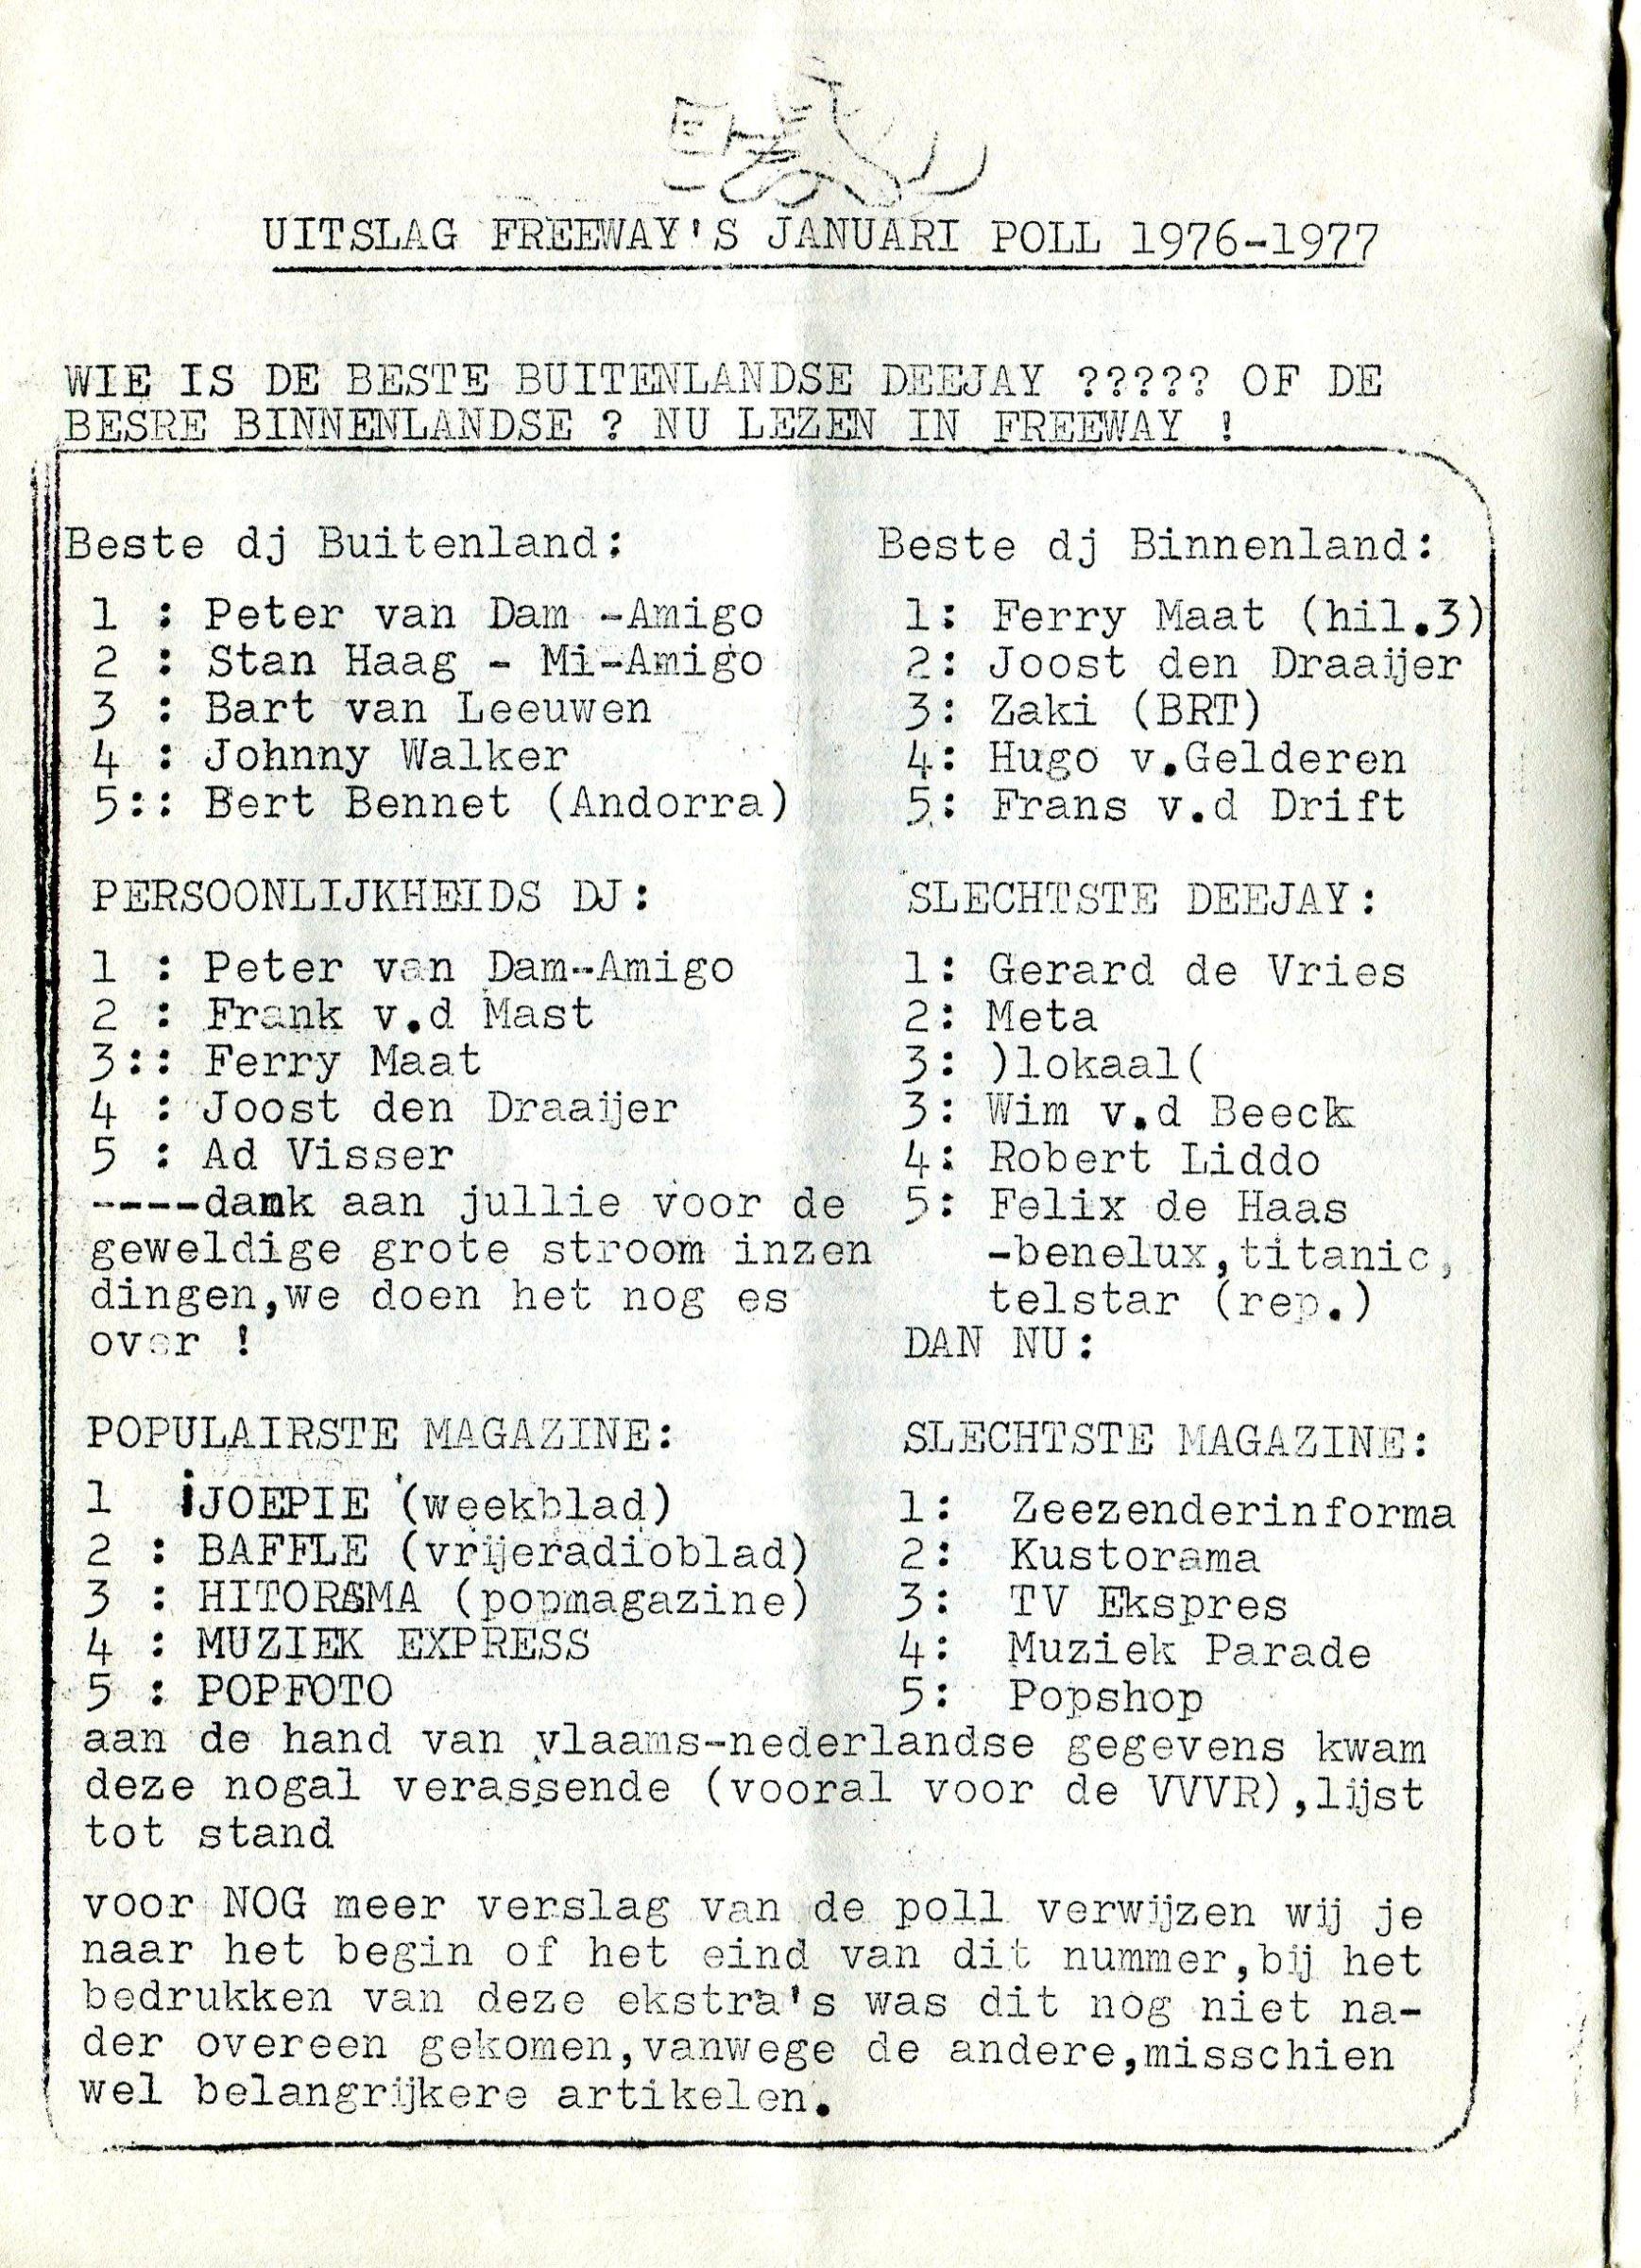 UITSLAG FREEWAY'S JANUARI POLL 1976-1977
WIE IS DE BESTE BUITENLANDSE DEEJAY ????? OF DE
BESRE BINNENLANDSE ? NU LEZEN IN FREEWAY !
Beste dj Buitenland:
1 : Peter van Dam -Amigo
2 : Stan Haag - Mi-Amigo
3 : Bart van Leeuwen
4 : Johnny Walker
5:: Bert Bennet (Andorra)
Beste dj Binnenland:
1: Ferry Maat (hil.3)
2: Joost den Draaijer
3: Zaki (BRT)
4: Hugo v.Gelderen
5: Frans v.d Drift
PERSOONLIJKHEIDS DJ:
1 : Peter van Dam--Amigo
2 : Frank v.d Mast
3:: Ferry Maat
4 : Joost den Draaijer
5 : Ad Visser
----dank aan jullie voor de
geweldige grote stroom inzen
dingen,we doen het nog es
over !
SLECHTSTE DEEJAY:
1: Gerard de Vries
2: Meta
3: )lokaal(
3: Wim v.d Beeck
4: Robert Liddo
5: Felix de Haas
-benelux,titanic,
telstar (rep.)
DAN NU:
POPULAIRSTE MAGAZINE:
1 JOEPIE (weekblad)
2 : BAFFLE (vrijeradioblad)
3 : HITORAMA (popmagazine)
4 : MUZIEK EXPRESS
5 : POPFOTO
SLECHTSTE MAGAZINE:
1: Zeezenderinforma
2: Kustorama
3: TV Ekspres
4: Muziek Parade
5: Popshop
aan de hand van vlaams-nederlandse gegevens kwam
deze nogal verassende (vooral voor de VVVR),lijst
tot stand
voor NOG meer verslag van de poll verwijzen wij je
naar het begin of het eind van dit nummer,bij het
bedrukken van deze ekstra's was dit nog niet na-
der overeen gekomen,vanwege de andere,misschien
wel belangrijkere artikelen.